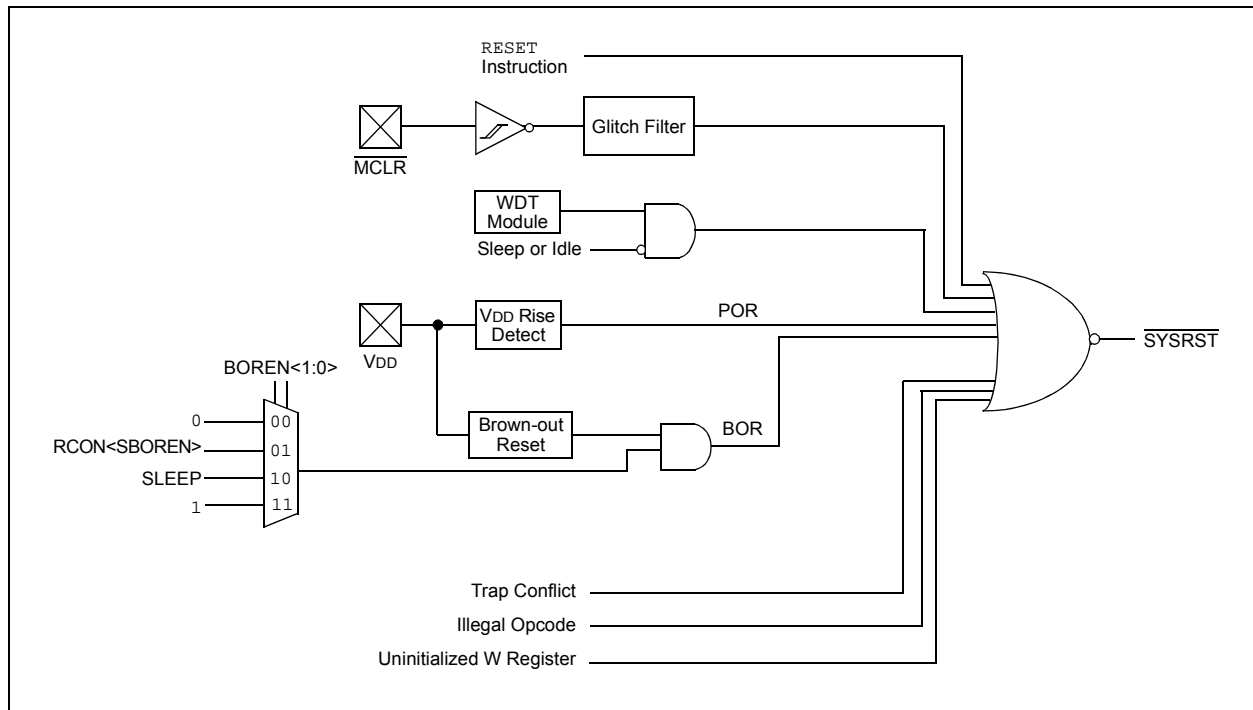 RESET
Instruction
MCLR
Glitch Filter
WDT
Module
Sleep or Idle
VDD
VDD Rise
Detect
POR
BOREN<1:0>
0
00
RCON<SBOREN>
01
SLEEP
10
1
11
Brown-out
Reset
BOR
SYSRST
Trap Conflict
Illegal Opcode
Uninitialized W Register